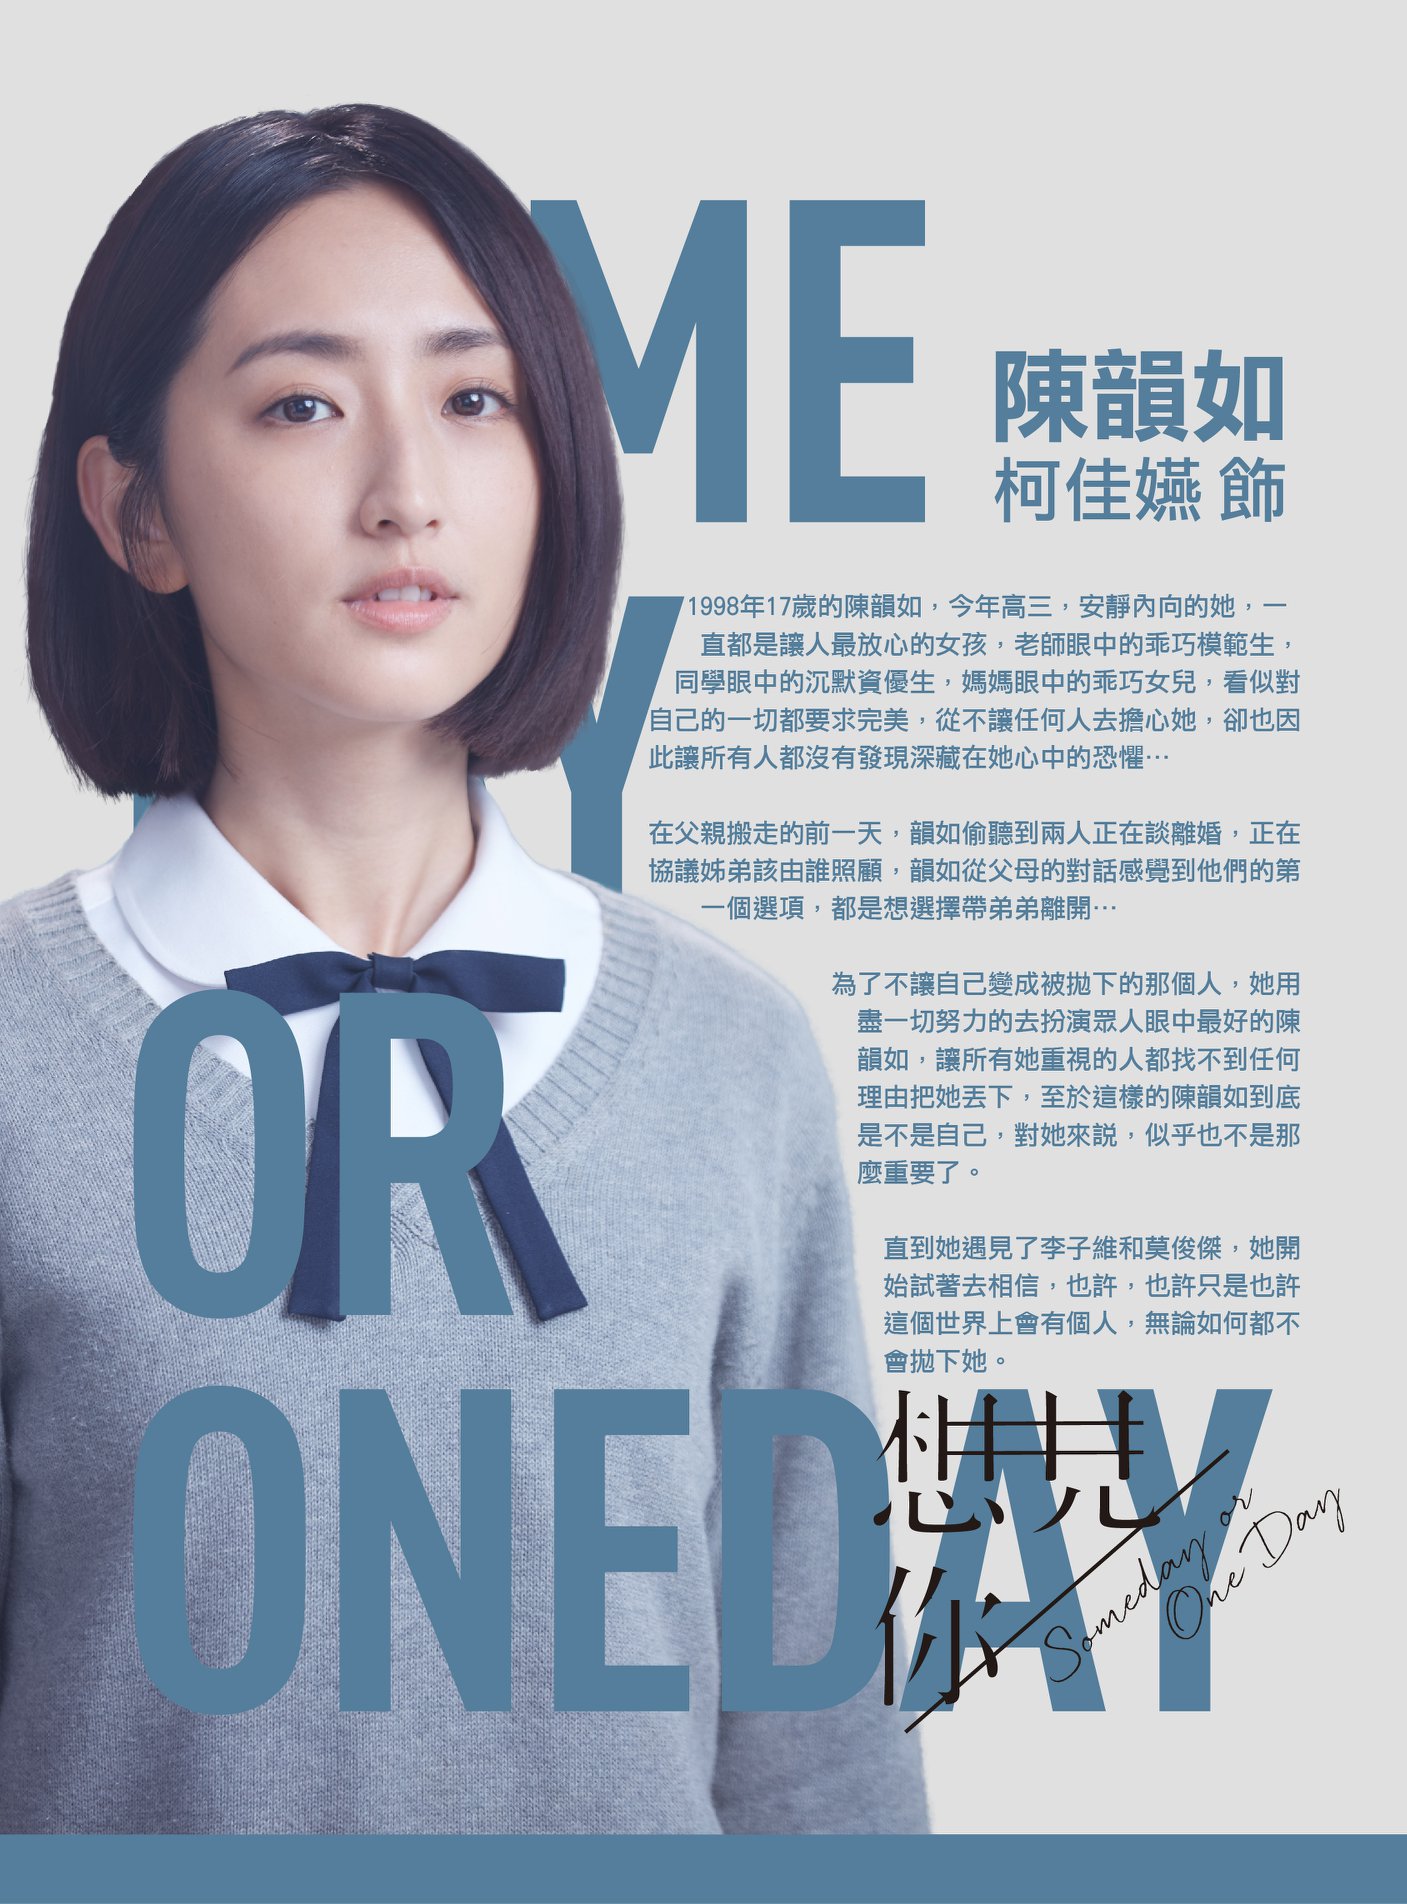 ME
陳韻如
柯佳嬿 飾
1998年17歲的陳韻如，今年高三，安靜內向的她，一
直都是讓人最放心的女孩，老師眼中的乖巧模範生，
同學眼中的沉默資優生，媽媽眼中的乖巧女兒，看似對
自己的一切都要求完美，從不讓任何人去擔心她，卻也因
此讓所有人都沒有發現深藏在她心中的恐懼…
Y
在父親搬走的前一天，韻如偷聽到兩人正在談離婚，正在
協議姊弟該由誰照顧，韻如從父母的對話感覺到他們的第
一個選項，都是想選擇帶弟弟離開…
為了不讓自己變成被拋下的那個人，她用
盡一切努力的去扮演眾人眼中最好的陳
韻如，讓所有她重視的人都找不到任何
理由把她丟下，至於這樣的陳韻如到底
是不是自己，對她來説，似乎也不是那
麼重要了。
OR
直到她遇見了李子維和莫俊傑，她開
始試著去相信，也許，也許只是也許
這個世界上會有個人，無論如何都不
會拋下她。
ONEDAY
想見
你
Someday or
One Day